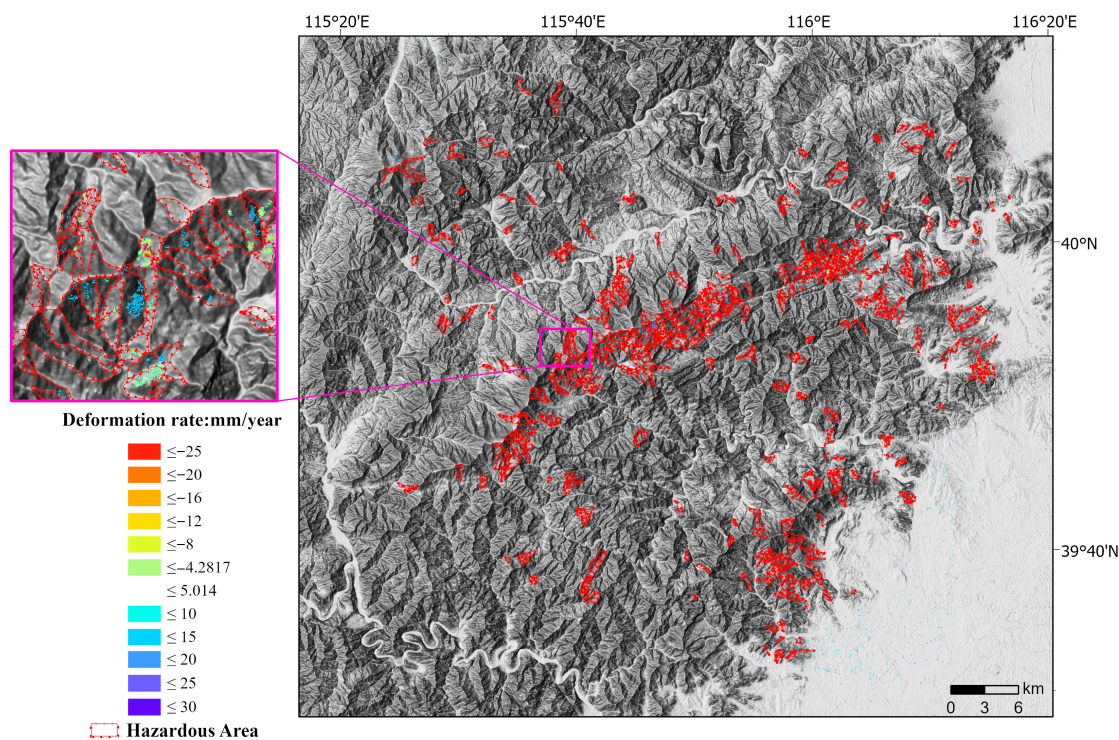 115°20'E 115°40'E 116°E 116°20'E
40°N
39°40'N
km
0 3 6
Deformation rate:mm/year
≤−25
≤−20
≤−16
≤−12
≤−8
≤−4.2817
≤ 5.014
≤ 10
≤ 15
≤ 20
≤ 25
≤ 30
Hazardous Area